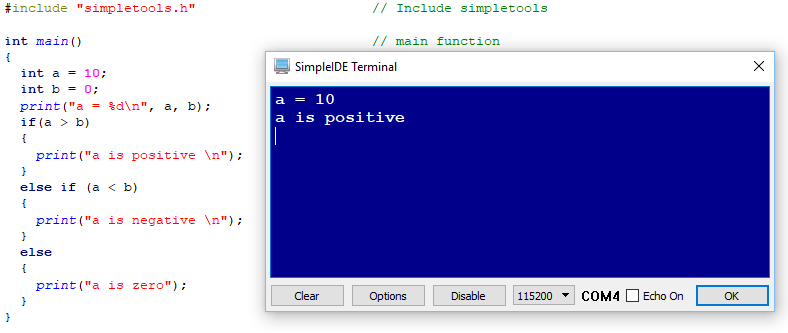 #include "simpletools.h" // Include simpletools
int main() // main function
{
int a = 10;
int b = 0;
print("a = %d\n", a, b);
if(a > b)
{
print("a is positive \n");
}
else if (a < b)
{
print("a is negative \n");
}
else
{
print("a is zero");
}
}
SimpleIDE Terminal
a = 10
a is positive
Clear Options Disable 115200 COM4 Echo On OK